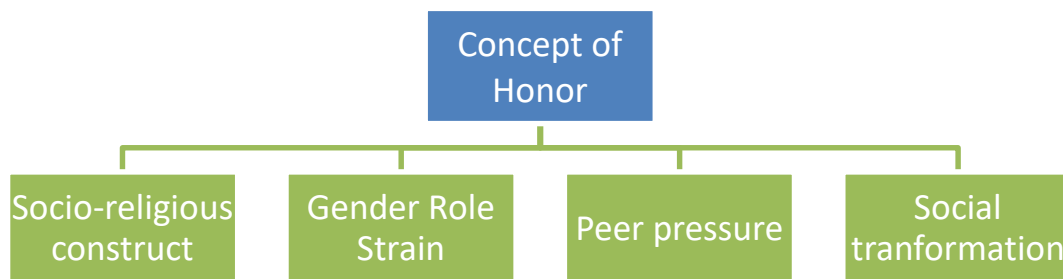 Concept of
Honor
Socio-religious
construct
Gender Role
Strain
Peer pressure
Social
tranformation